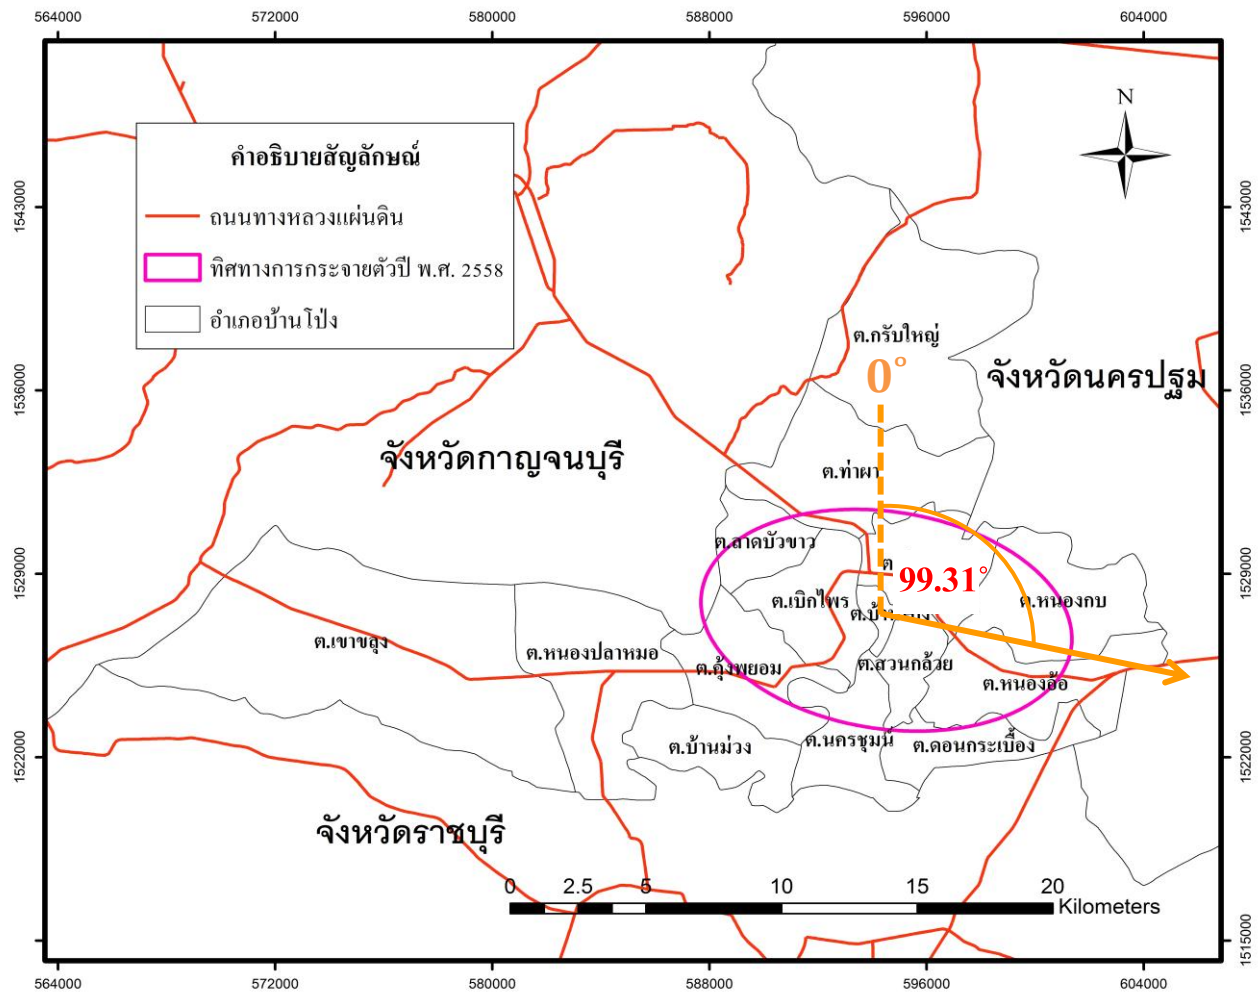 564000 572000 580000 588000 596000 604000
N
คำอธิบายสัญลักษณ์
ถนนทางหลวงแผ่นดิน
ทิศทางการกระจายตัวปี พ.ศ. 2558
อำเภอบ้านโป่ง
1543000 1543000
ต.กรับใหญ่
0°
จังหวัดนครปฐม
1536000 1536000
จังหวัดกาญจนบุรี
ต.ท่าผา
ต.ลาดบัวขาว
ต
1529000 1529000
99.31°
ต.เบิกไพร
ต.หนองกบ
ต.เขาขลุง
ต.หนองปลาหมอ
ต.คุ้งพยอม
ต.สวนกล้วย
ต.หนองอ้อ
ต.บ้านม่วง
ต.นครชุมน์
ต.ดอนกระเบื้อง
1522000 1522000
จังหวัดราชบุรี
0 2.5 5 10 15 20
Kilometers
1515000 1515000
564000 572000 580000 588000 596000 604000